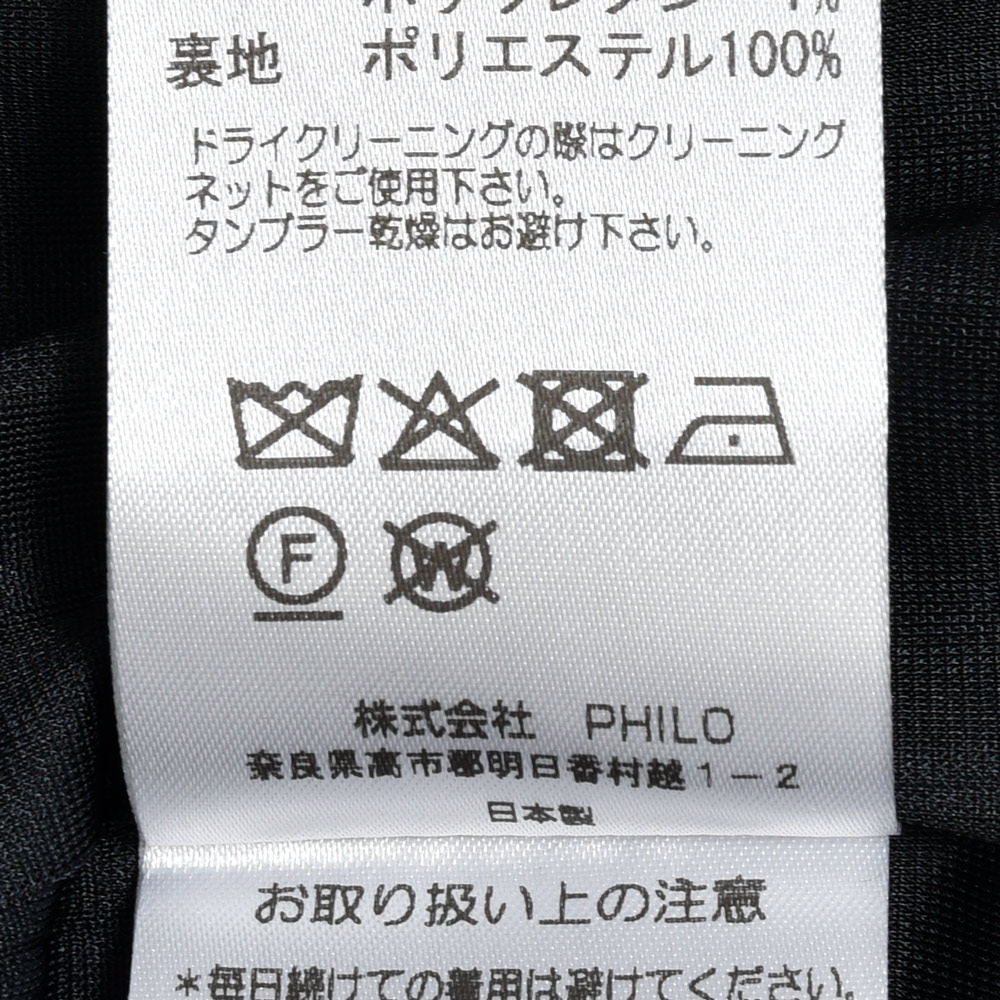 裏地 ポリエステル100%
ドライクリーニングの際はクリーニング
ネットをご使用下さい。
タンブラー乾燥はお避け下さい。
F
W
株式会社 PHILO
奈良県高市郡明日香村越1-2
日本製
お取り扱い上の注意
*毎日続けての着用は避けてください。